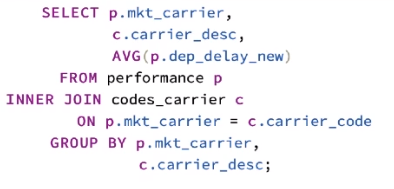 SELECT p.mkt_carrier,
c.carrier_desc,
AVG(p.dep_delay_new)
FROM performance p
INNER JOIN codes_carrier c
ON p.mkt_carrier = c.carrier_code
GROUP BY p.mkt_carrier,
c.carrier_desc;